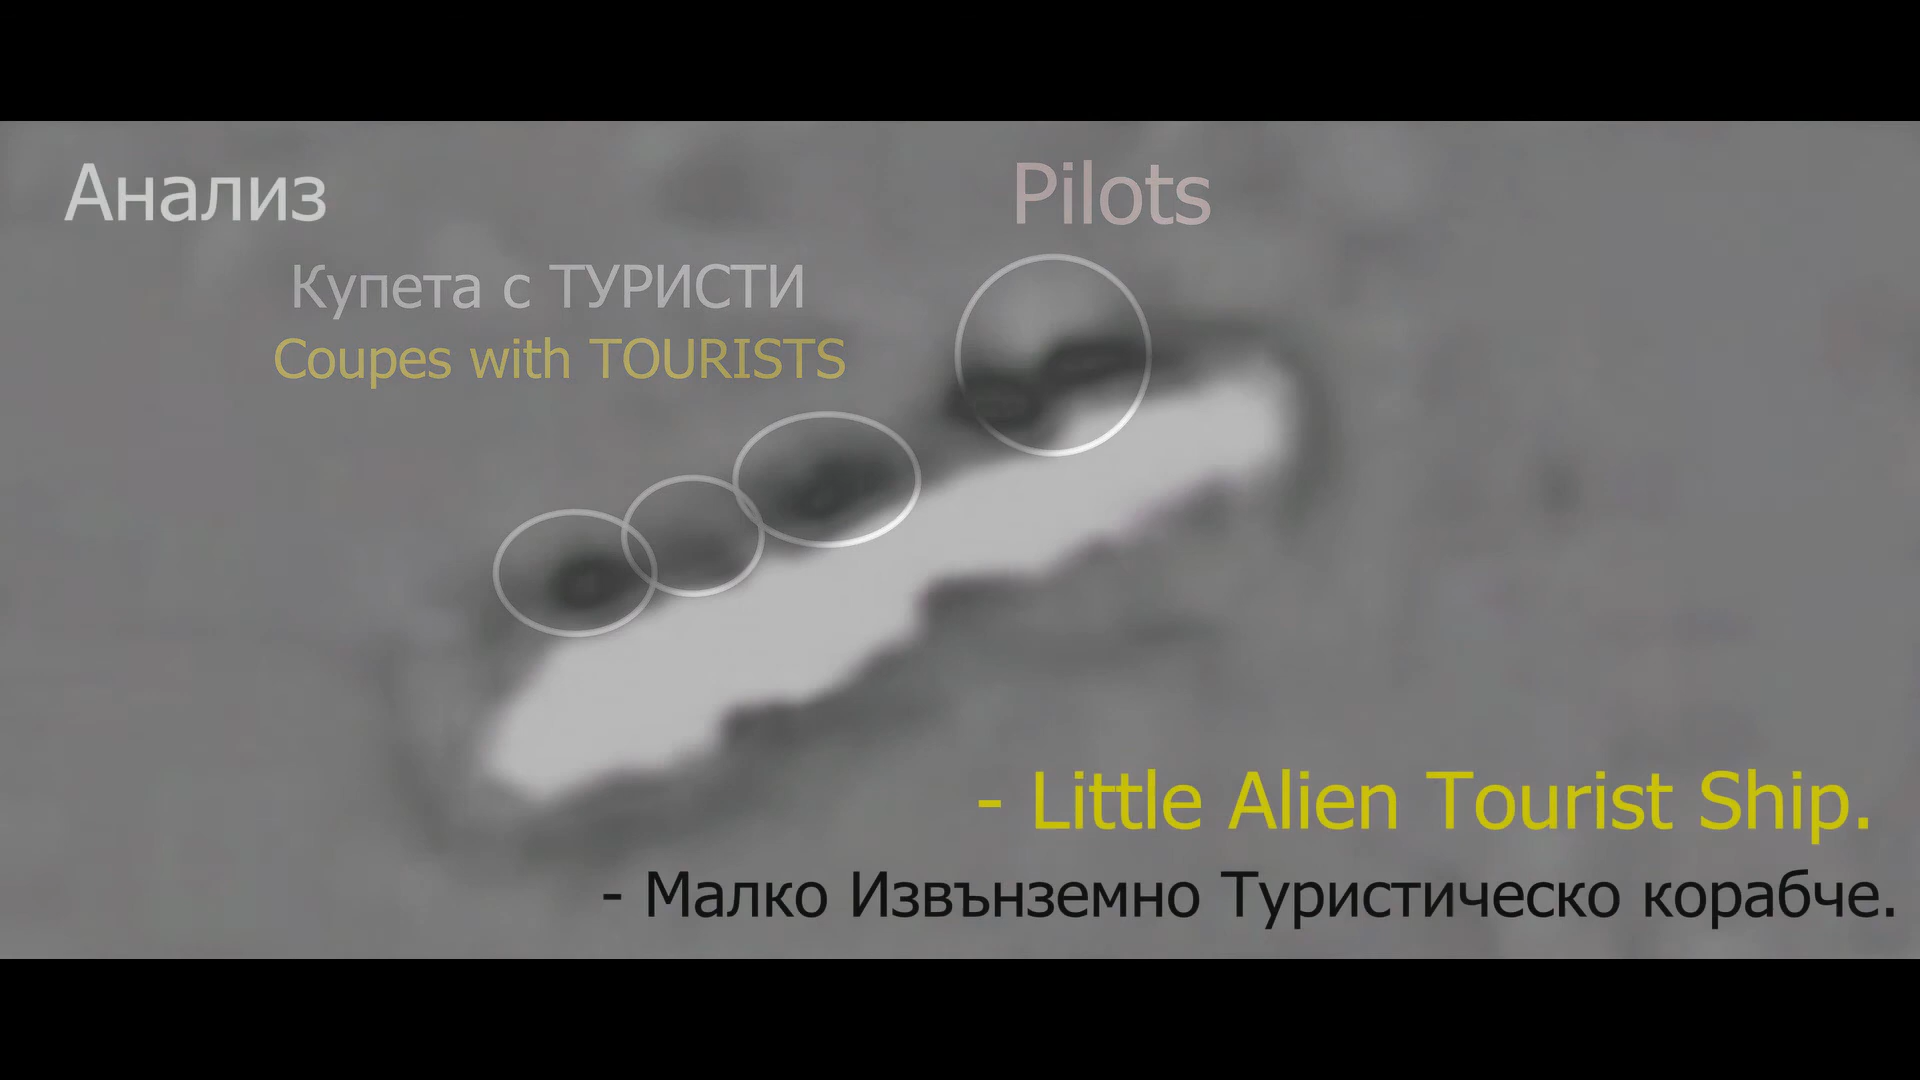 Анализ
Pilots
Купета с ТУРИСТИ
Coupes with TOURISTS
- Little Alien Tourist Ship.
- Малко Извънземно Туристическо корабче.